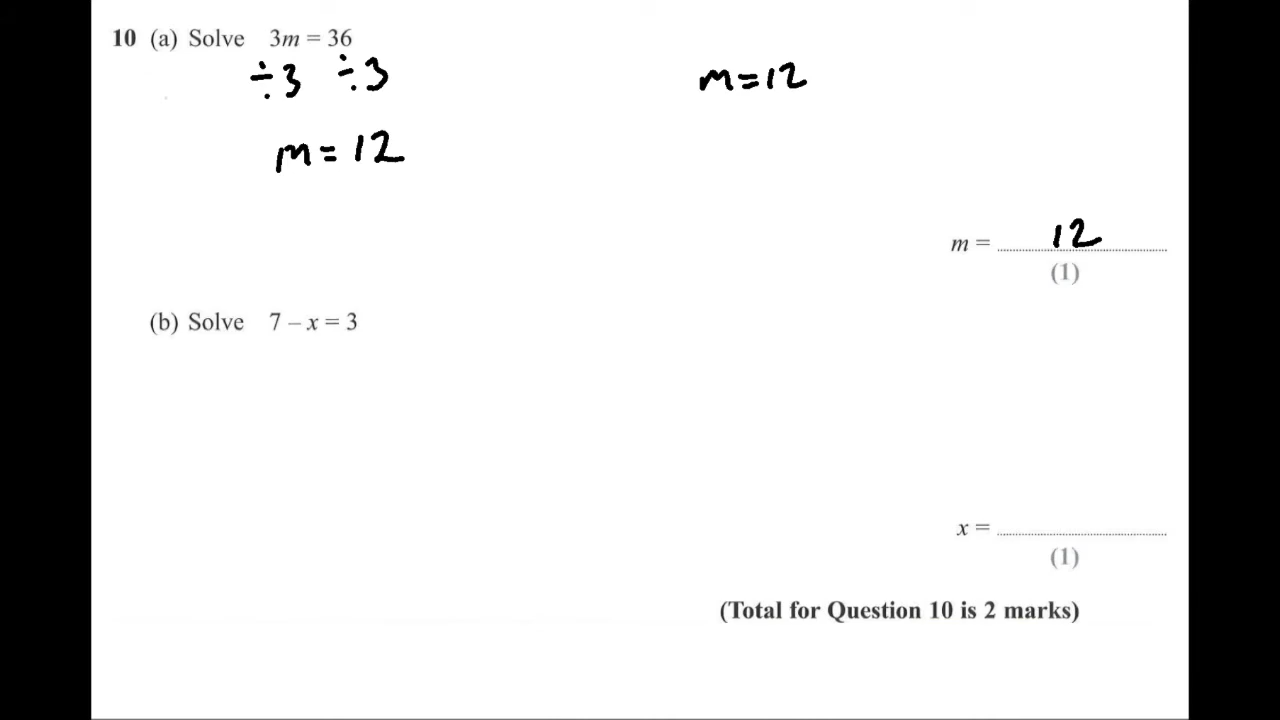 10 (a) Solve 3m = 36
÷3 ÷3
m=12
m = 12
m = 12
(1)
(b) Solve 7 – x = 3
x =
(1)
(Total for Question 10 is 2 marks)